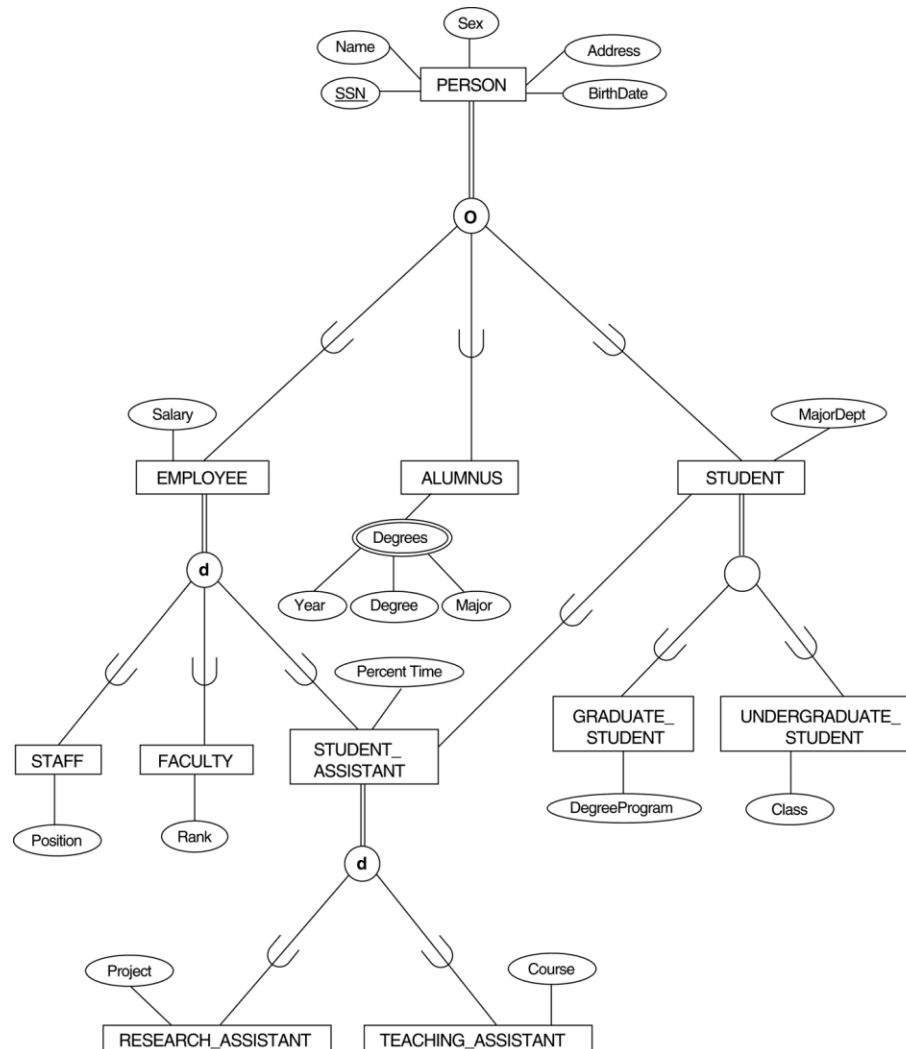 Sex
Name
Address
PERSON
SSN
BirthDate
O
Salary
MajorDept
EMPLOYEE
ALUMNUS
STUDENT
Degrees
d
Year
Degree
Major
Percent Time
GRADUATE_
STUDENT
UNDERGRADUATE_
STUDENT
STAFF
FACULTY
STUDENT_
ASSISTANT
DegreeProgram
Class
Position
Rank
d
Project
Course
RESEARCH_ASSISTANT
TEACHING_ASSISTANT